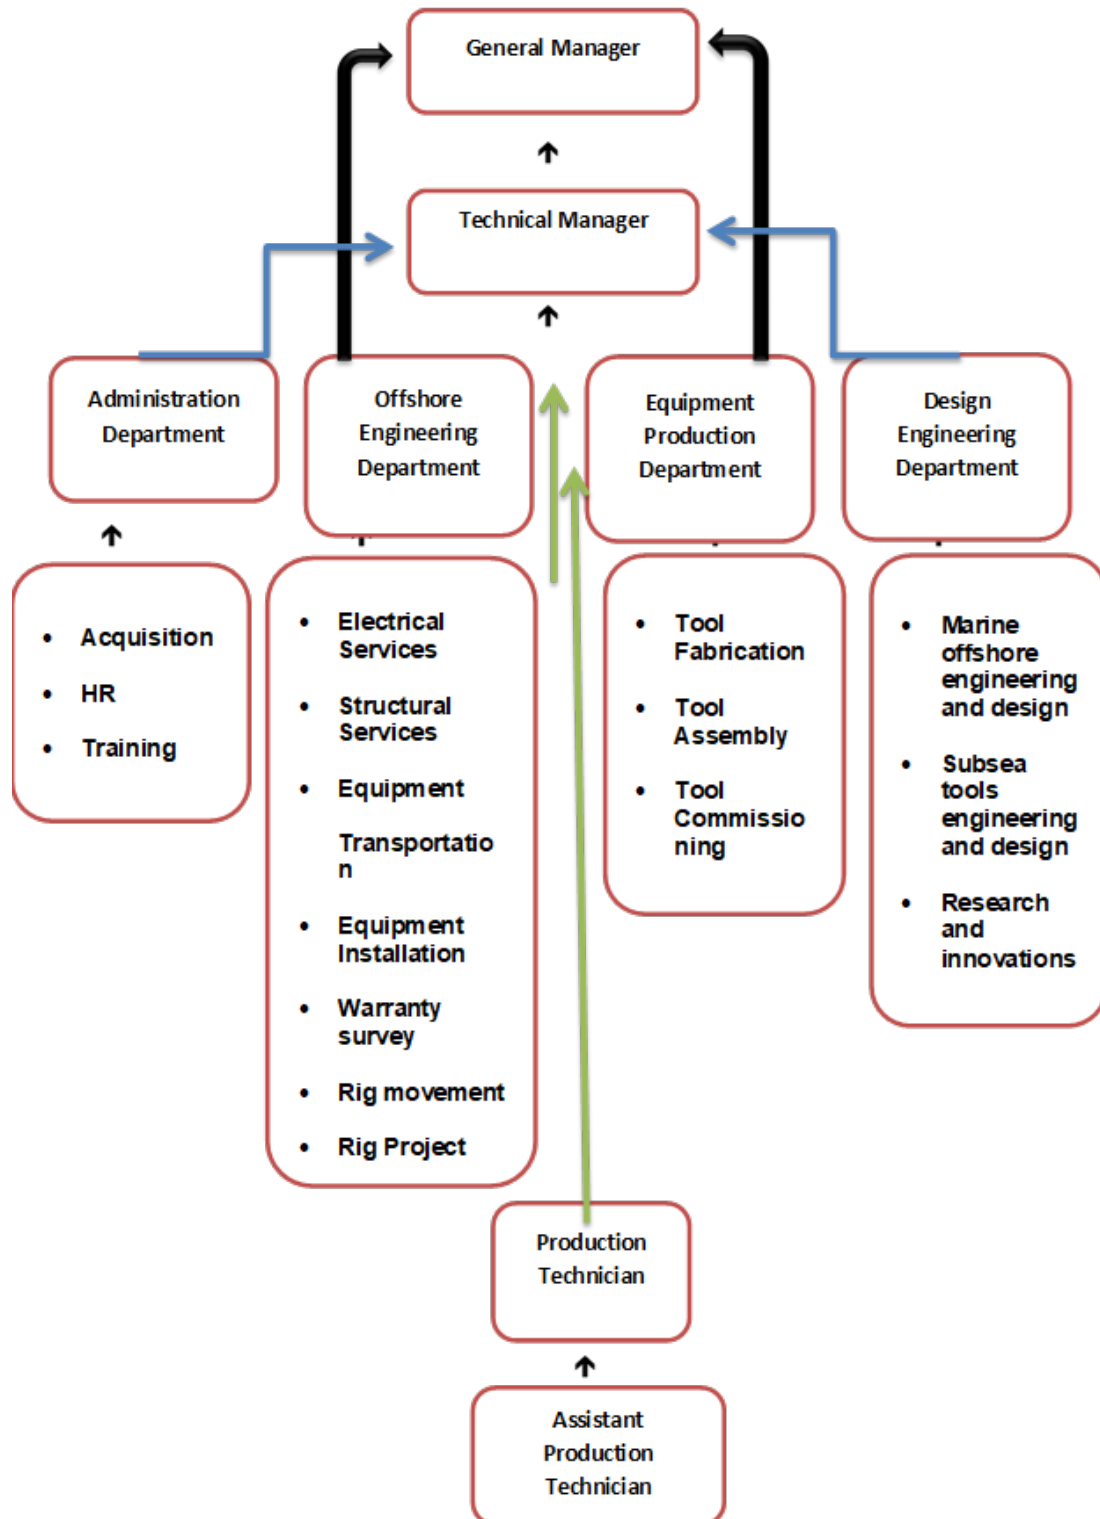 General Manager
Technical Manager
Administration
Department
Offshore
Engineering
Department
Equipment
Production
Department
Design
Engineering
Department
• Acquisition
• HR
• Training
• Electrical
Services
• Structural
Services
• Equipment
Transportatio
n
• Equipment
Installation
• Warranty
survey
• Rig movement
• Rig Project
• Tool
Fabrication
• Tool
Assembly
• Tool
Commissio
ning
• Marine
offshore
engineering
and design
• Subsea
tools
engineering
and design
• Research
and
innovations
Production
Technician
Assistant
Production
Technician